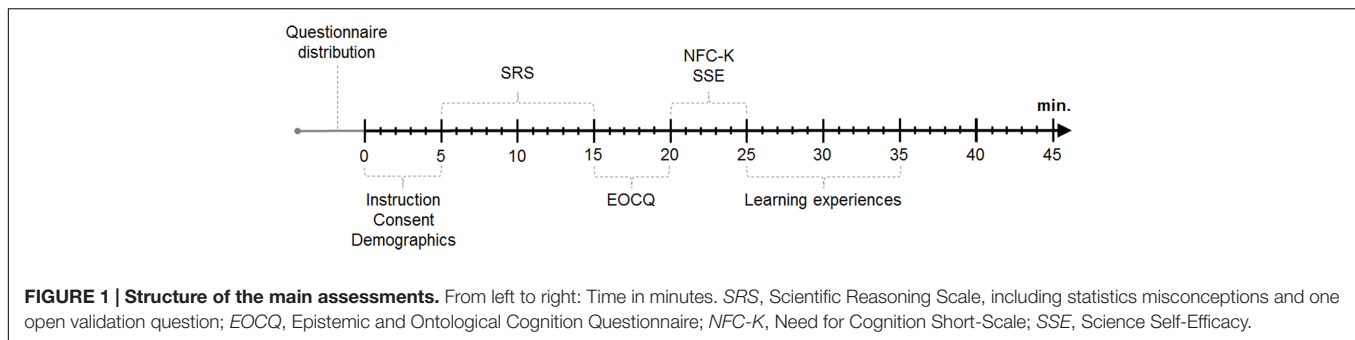 Questionnaire
distribution
SRS
NFC-K
SSE
min.
0 5 10 15 20 25 30 35 40 45
Instruction
Consent
Demographics
EOCQ
Learning experiences
FIGURE 1 | Structure of the main assessments. From left to right: Time in minutes. SRS, Scientific Reasoning Scale, including statistics misconceptions and one
open validation question; EOCQ, Epistemic and Ontological Cognition Questionnaire; NFC-K, Need for Cognition Short-Scale; SSE, Science Self-Efficacy.